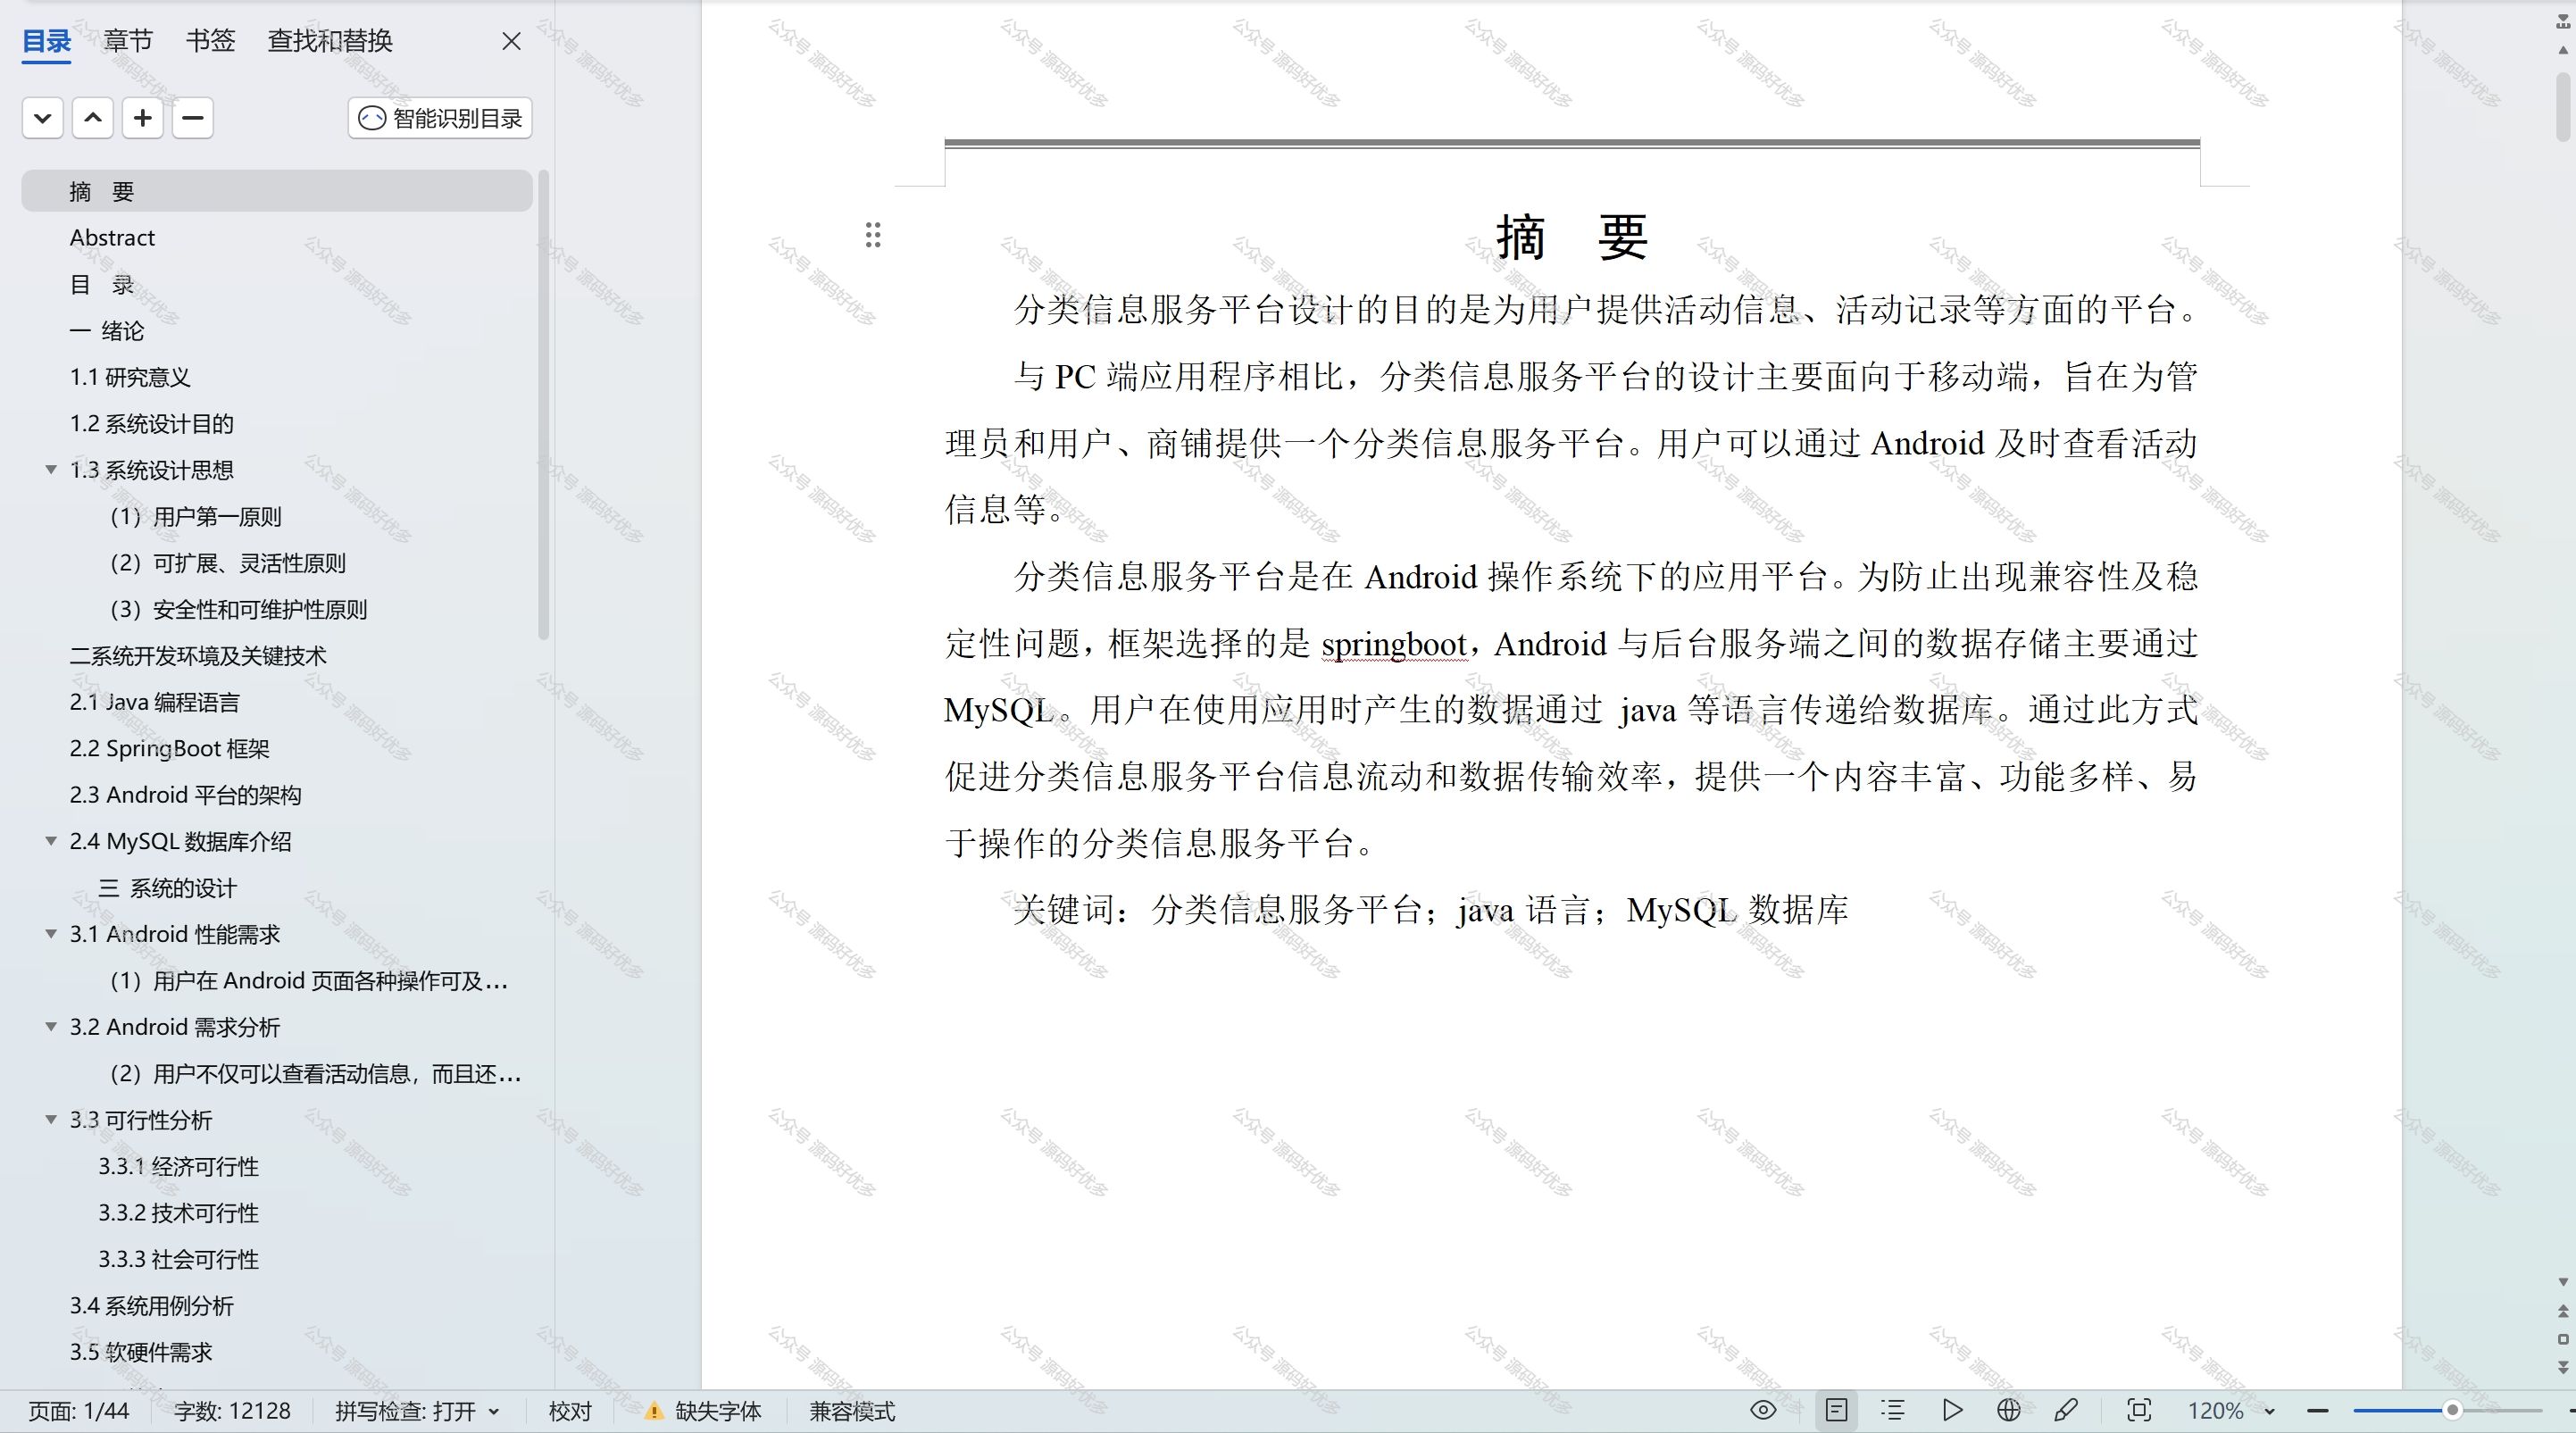 目录 章节 书签 查找和替换
智能识别目录
摘 要
Abstract
目 录
一 绪论
1.1 研究意义
1.2 系统设计目的
1.3 系统设计思想
（1）用户第一原则
（2）可扩展、灵活性原则
（3）安全性和可维护性原则
二系统开发环境及关键技术
2.1 Java 编程语言
2.2 SpringBoot 框架
2.3 Android 平台的架构
2.4 MySQL 数据库介绍
三 系统的设计
3.1 Android 性能需求
（1）用户在 Android 页面各种操作可及...
3.2 Android 需求分析
（2）用户不仅可以查看活动信息，而且还...
3.3 可行性分析
3.3.1 经济可行性
3.3.2 技术可行性
3.3.3 社会可行性
3.4 系统用例分析
3.5 软硬件需求
摘 要
分类信息服务平台设计的目的是为用户提供活动信息、活动记录等方面的平台。
与 PC 端应用程序相比，分类信息服务平台的设计主要面向于移动端，旨在为管
理员和用户、商铺提供一个分类信息服务平台。用户可以通过 Android 及时查看活动
信息等。
分类信息服务平台是在 Android 操作系统下的应用平台。为防止出现兼容性及稳
定性问题，框架选择的是 springboot，Android 与后台服务端之间的数据存储主要通过
MySQL。用户在使用应用时产生的数据通过 java 等语言传递给数据库。通过此方式
促进分类信息服务平台信息流动和数据传输效率，提供一个内容丰富、功能多样、易
于操作的分类信息服务平台。
关键词：分类信息服务平台；java 语言；MySQL 数据库
页面: 1/44 字数: 12128 拼写检查: 打开 校对 缺失字体 兼容模式 120%
公众号 源码好优多